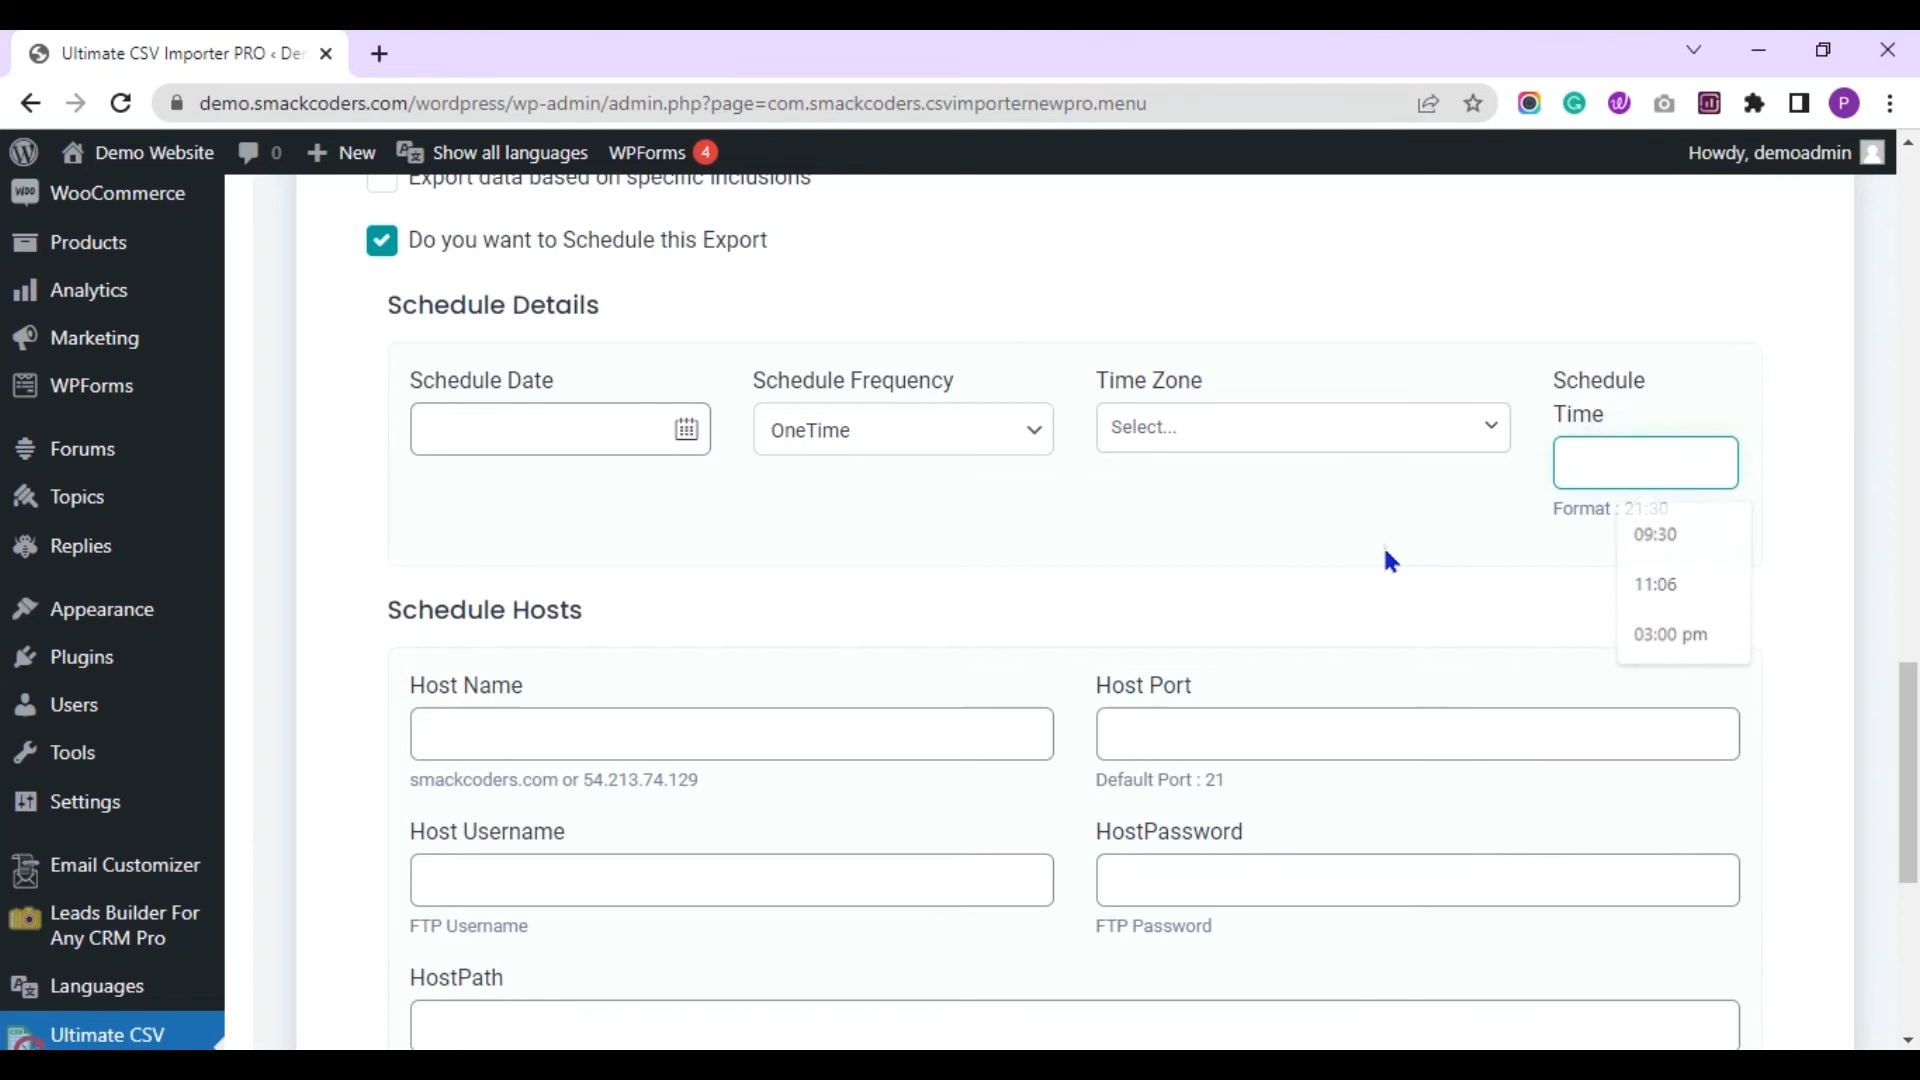 Ultimate CSV Importer PRO ‹ Der
demo.smackcoders.com/wordpress/wp-admin/admin.php?page=com.smackcoders.csvimporternewpro.menu
P
Demo Website
0
New
Show all languages
WPForms 4
Howdy, demoadmin
WooCommerce
Products
Analytics
Marketing
WPForms
Forums
Topics
Replies
Appearance
Plugins
Users
Tools
Settings
Email Customizer
Leads Builder For
Any CRM Pro
Languages
Ultimate CSV
Export data based on specific inclusions
Do you want to Schedule this Export
Schedule Details
Schedule Date
Schedule Frequency
OneTime
Time Zone
Select...
Schedule
Time
Format : 21:30
09:30
11:06
03:00 pm
Schedule Hosts
Host Name
smackcoders.com or 54.213.74.129
Host Port
Default Port : 21
Host Username
FTP Username
HostPassword
FTP Password
HostPath